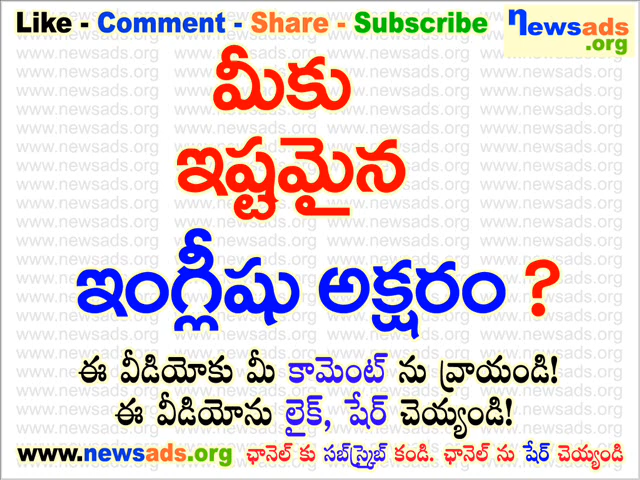 Like - Comment - Share - Subscribe
newsads
.org
మీకు
ఇష్టమైన
ఇంగ్లీషు అక్షరం ?
ఈ వీడియోకు మీ కామెంట్ ను వ్రాయండి!
ఈ వీడియోను లైక్, షేర్ చెయ్యండి!
www.newsads.org ఛానెల్ కు సబ్‌స్క్రైబ్ కండి. ఛానెల్ ను షేర్ చెయ్యండి